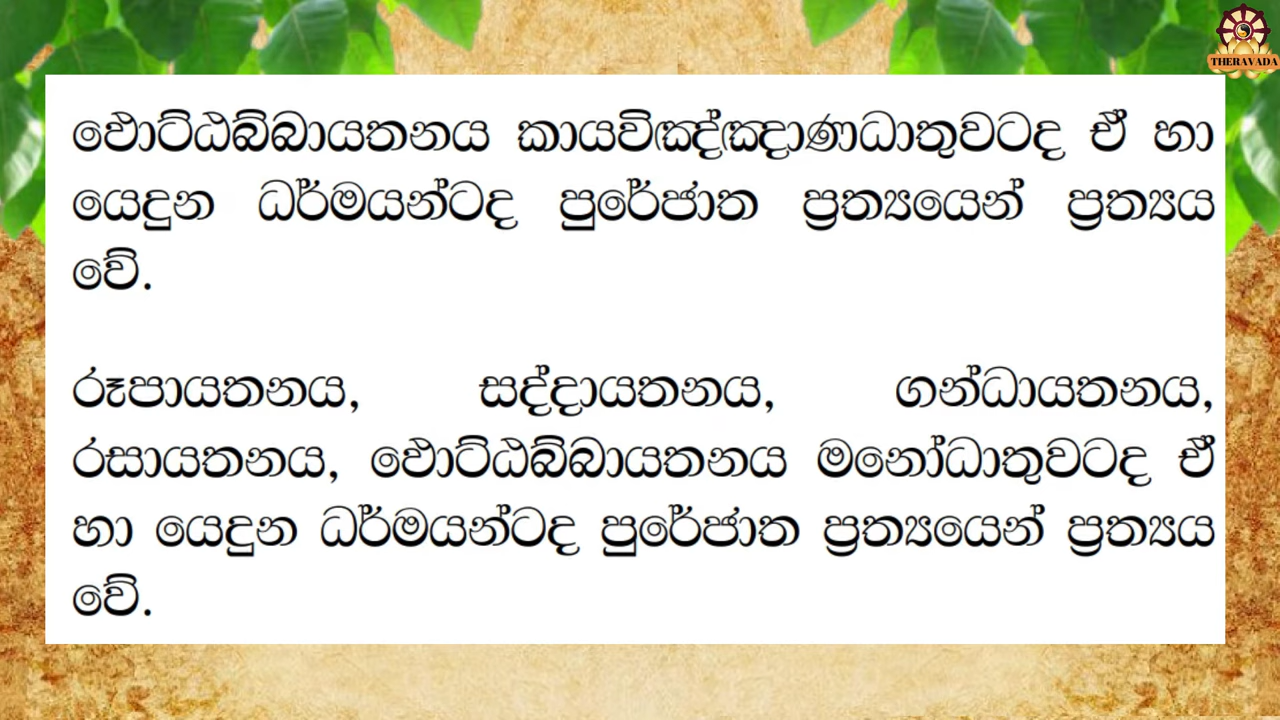 THERAVADA
ඵොට්ඨබ්බායතනය කායවිඤ්ඤාණධාතුවටද ඒ හා
යෙදුන ධර්මයන්ටද පුරේජාත ප්‍රත්‍යයෙන් ප්‍රත්‍යය
වේ.
රූපායතනය, සද්දායතනය, ගන්ධායතනය,
රසායතනය, ඵොට්ඨබ්බායතනය මනෝධාතුවටද ඒ
හා යෙදුන ධර්මයන්ටද පුරේජාත ප්‍රත්‍යයෙන් ප්‍රත්‍යය
වේ.